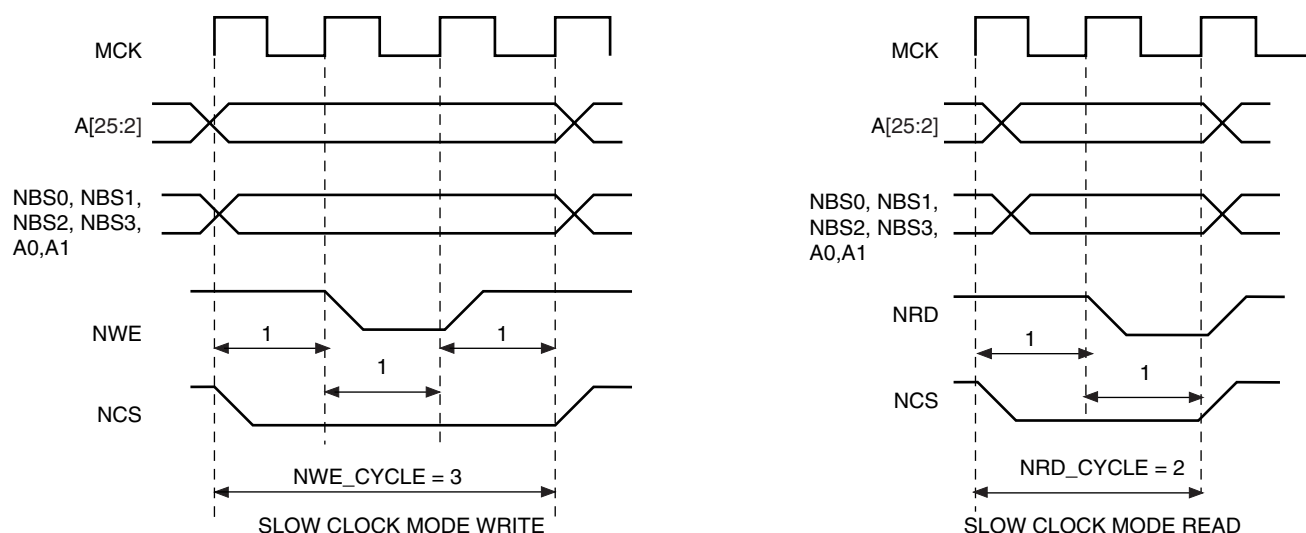 MCK
A[25:2]
NBS0, NBS1,
NBS2, NBS3,
A0,A1
NWE
1
1
1
NCS
NWE_CYCLE = 3
SLOW CLOCK MODE WRITE
MCK
A[25:2]
NBS0, NBS1,
NBS2, NBS3,
A0,A1
NRD
1
1
NCS
NRD_CYCLE = 2
SLOW CLOCK MODE READ